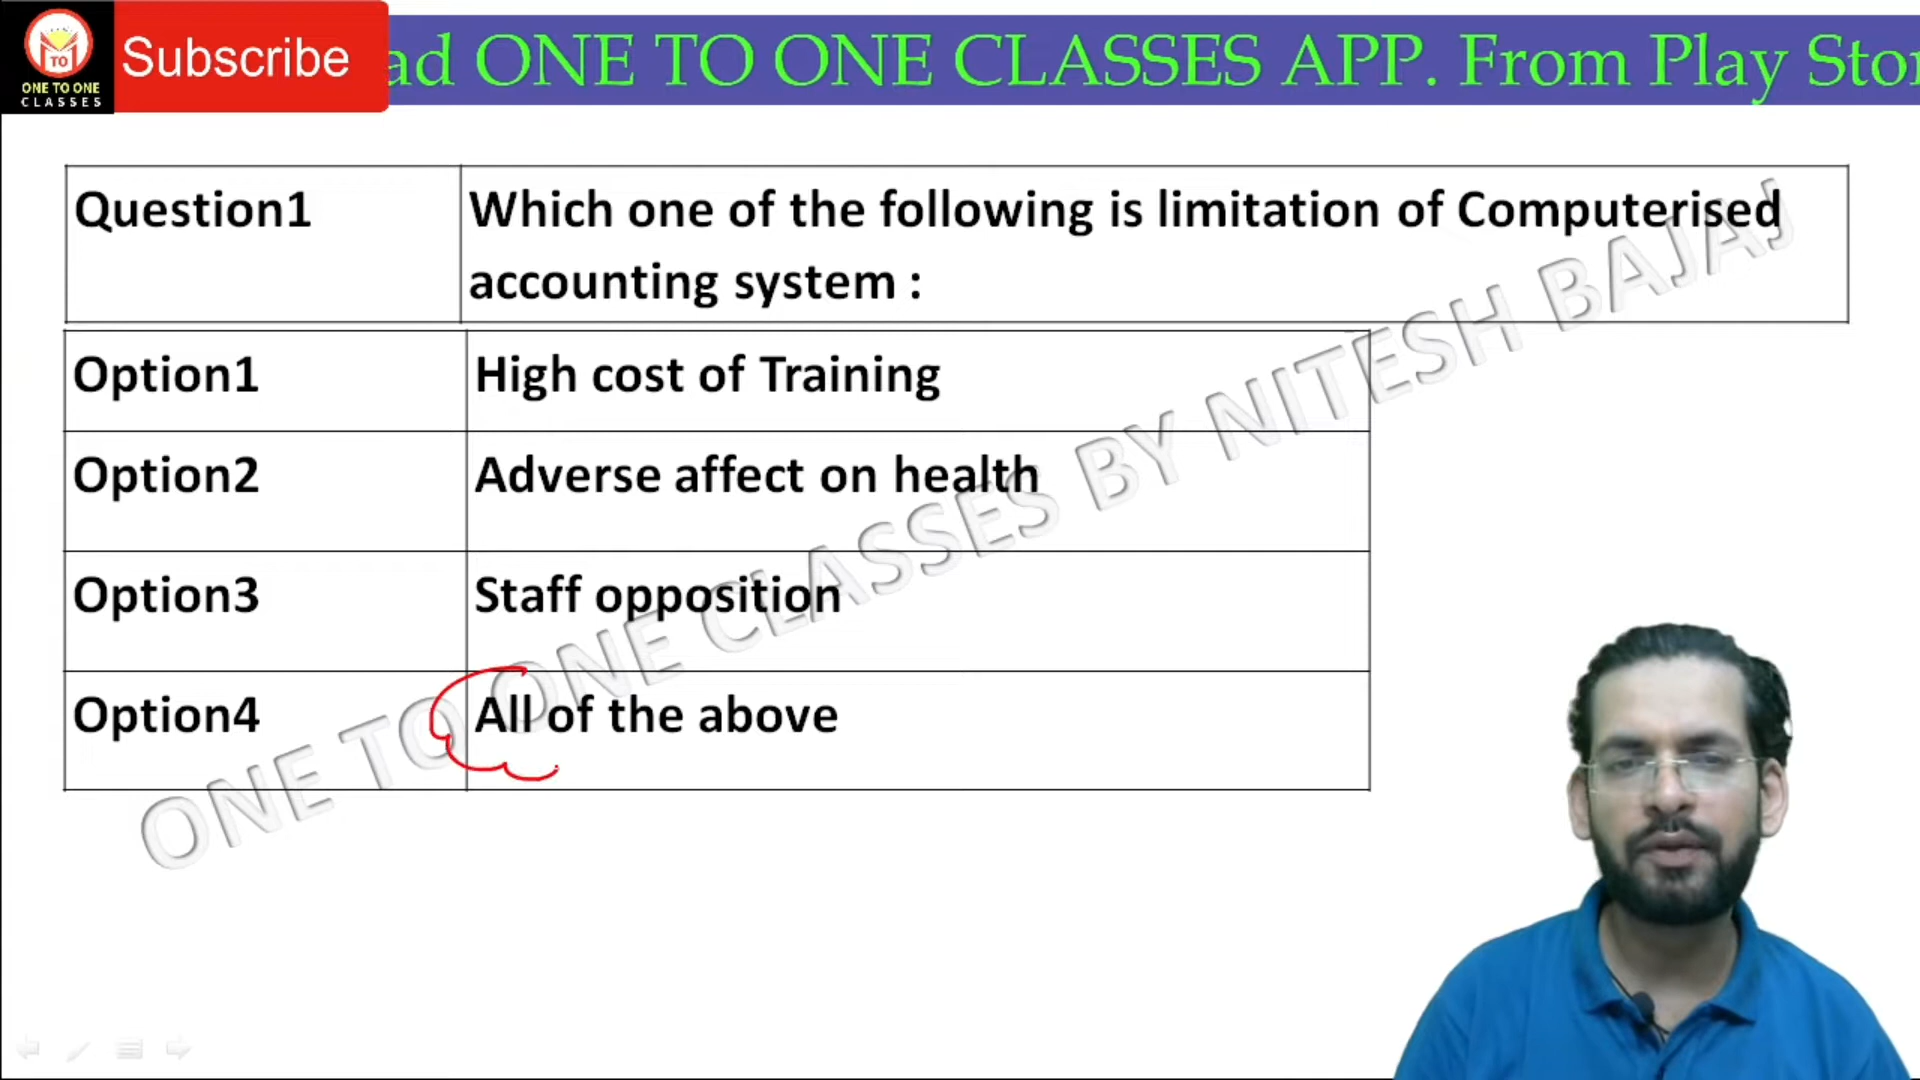 TO
ONE TO ONE
CLASSES
Subscribe
ad ONE TO ONE CLASSES APP. From Play Stor
Question1
Which one of the following is limitation of Computerised
accounting system :
Option1
High cost of Training
Option2
Adverse affect on health
Option3
Staff opposition
Option4
All of the above
ONE TO ONE CLASSES BY NITESH BAJAJ